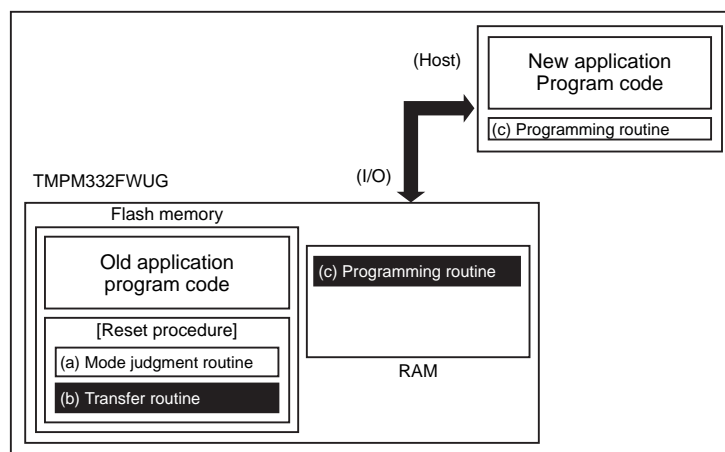 (Host)
New application
Program code
(c) Programming routine
(I/O)
TMPM332FWUG
Flash memory
Old application
program code
[Reset procedure]
(a) Mode judgment routine
(b) Transfer routine
(c) Programming routine
RAM